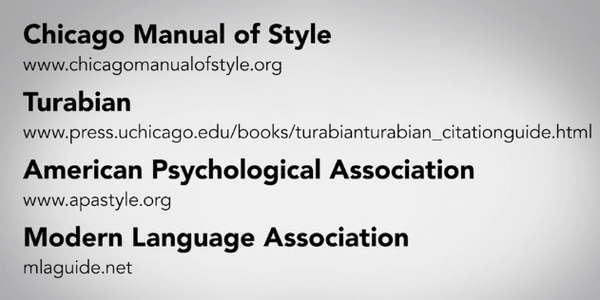 Chicago Manual of Style
www.chicagomanualofstyle.org
Turabian
www.press.uchicago.edu/books/turabianturabian_citationguide.html
American Psychological Association
www.apastyle.org
Modern Language Association
mlaguide.net